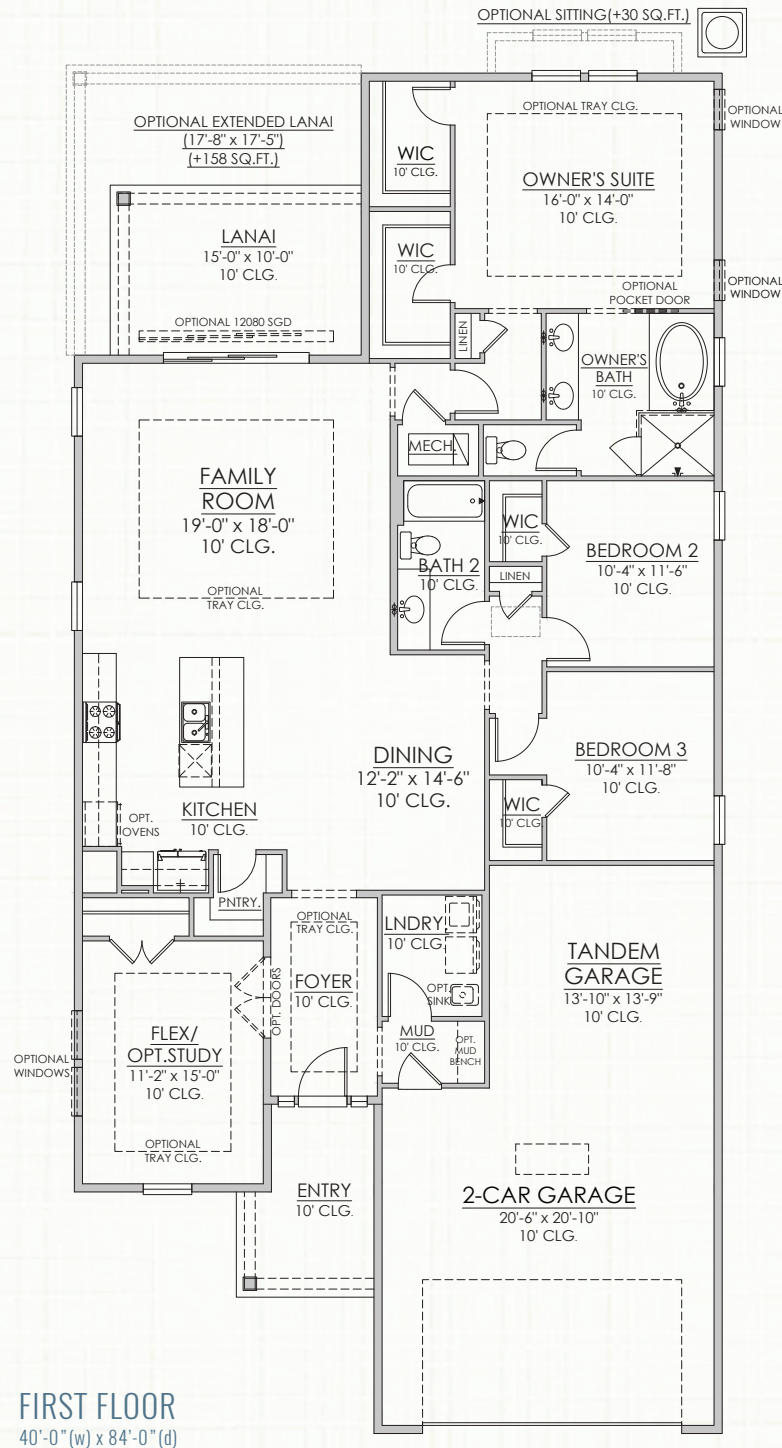 OPTIONAL SITTING(+30 SQ.FT.)
OPTIONAL TRAY CLG.
OPTIONAL
WINDOW
OPTIONAL EXTENDED LANAI
(17'-8" x 17'-5")
(+158 SQ.FT.)
WIC
10' CLG.
OWNER'S SUITE
16'-0" x 14'-0"
10' CLG.
LANAI
15'-0" x 10'-0"
10' CLG.
WIC
10' CLG.
OPTIONAL
WINDOW
OPTIONAL
POCKET DOOR
OPTIONAL 12080 SGD
LINEN
OWNER'S
BATH
10' CLG.
MECH.
FAMILY
ROOM
19'-0" x 18'-0"
10' CLG.
OPTIONAL
TRAY CLG.
WIC
10' CLG.
BATH 2
10' CLG.
LINEN
BEDROOM 2
10'-4" x 11'-6"
10' CLG.
DINING
12'-2" x 14'-6"
10' CLG.
BEDROOM 3
10'-4" x 11'-8"
10' CLG.
WIC
10' CLG.
KITCHEN
10' CLG.
OPT.
OVENS
PNTRY.
OPTIONAL
TRAY CLG.
FOYER
10' CLG.
OPT. DOORS
LNDRY
10' CLG.
OPT.
SINK
TANDEM
GARAGE
13'-10" x 13'-9"
10' CLG.
MUD
10' CLG.
OPT.
MUD
BENCH
OPTIONAL
WINDOWS
FLEX/
OPT.STUDY
11'-2" x 15'-0"
10' CLG.
OPTIONAL
TRAY CLG.
ENTRY
10' CLG.
2-CAR GARAGE
20'-6" x 20'-10"
10' CLG.
FIRST FLOOR
40'-0"(w) x 84'-0"(d)